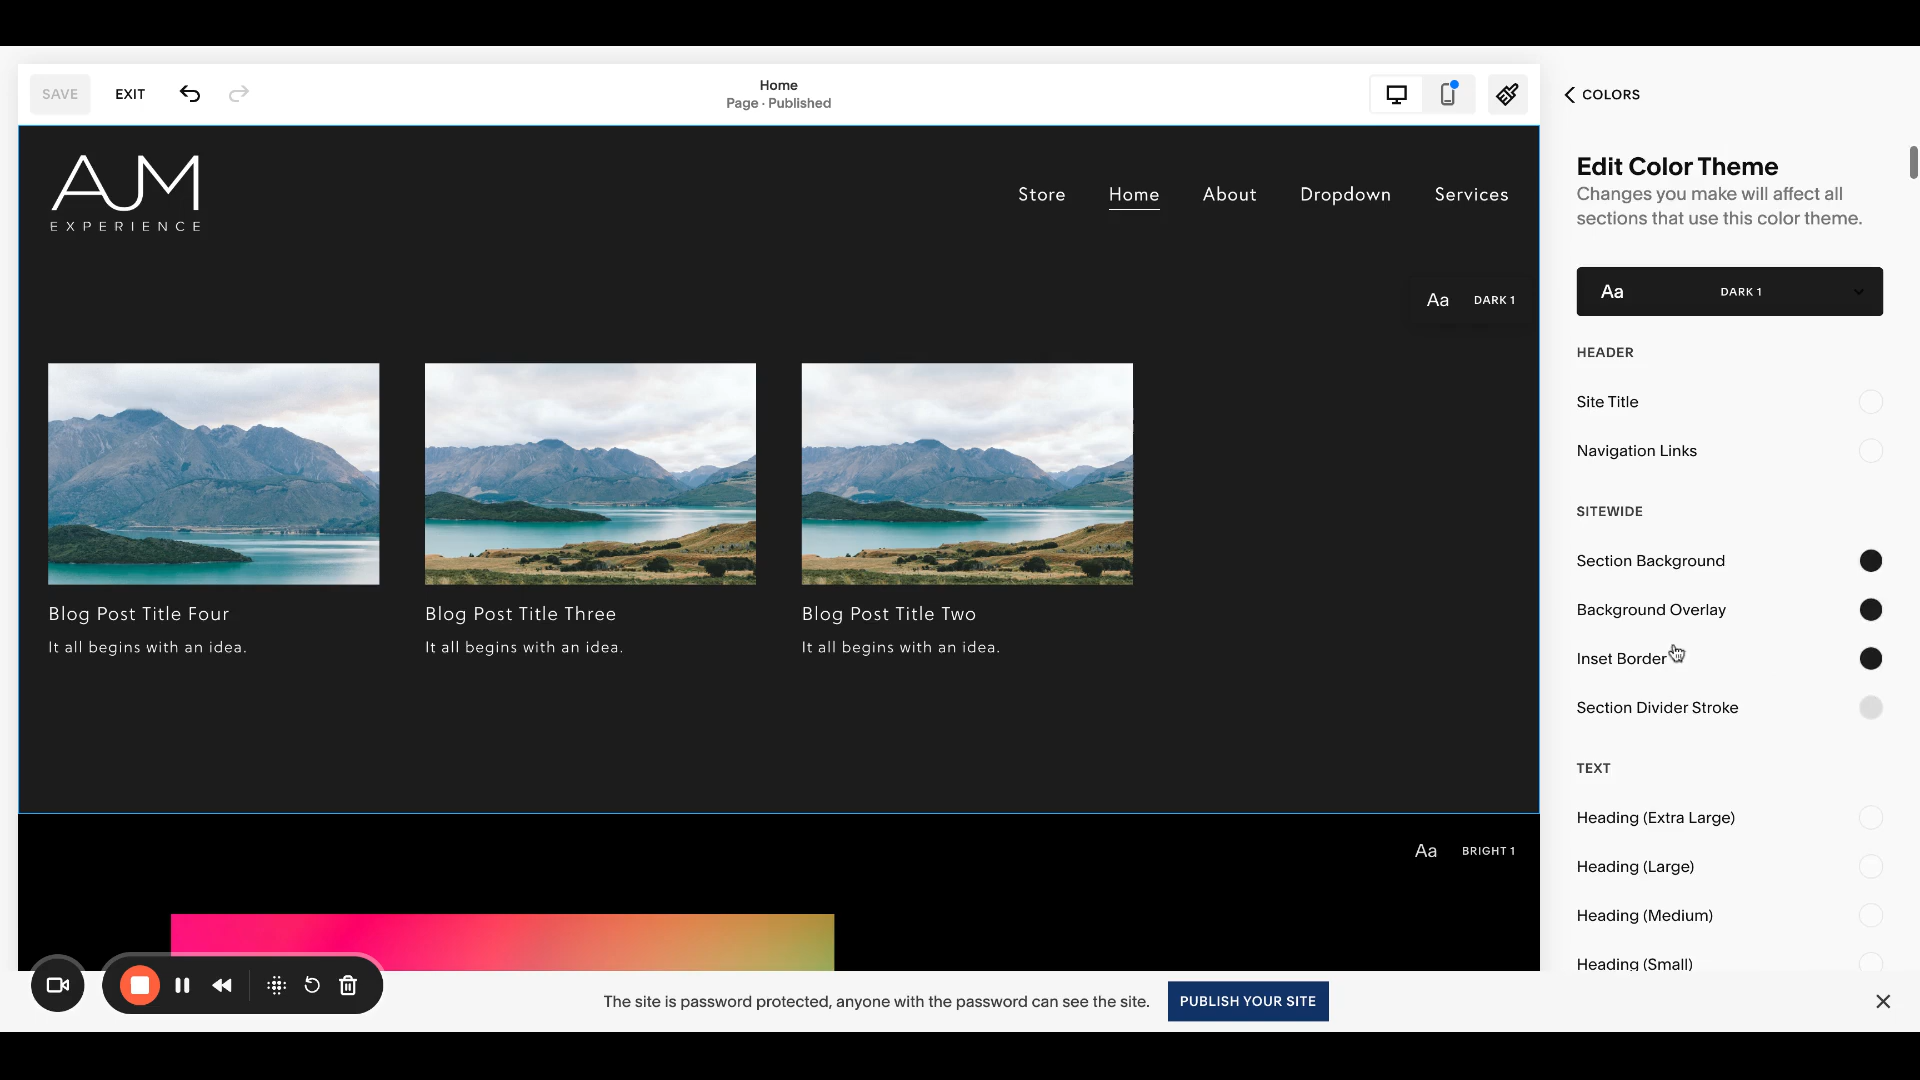 SAVE
EXIT
Home
Page · Published
COLORS
AJM
EXPERIENCE
Store
Home
About
Dropdown
Services
Aa
DARK 1
Blog Post Title Four
It all begins with an idea.
Blog Post Title Three
It all begins with an idea.
Blog Post Title Two
It all begins with an idea.
Aa
BRIGHT 1
Edit Color Theme
Changes you make will affect all
sections that use this color theme.
Aa
DARK 1
HEADER
Site Title
Navigation Links
SITEWIDE
Section Background
Background Overlay
Inset Border
Section Divider Stroke
TEXT
Heading (Extra Large)
Heading (Large)
Heading (Medium)
Heading (Small)
The site is password protected, anyone with the password can see the site.
PUBLISH YOUR SITE